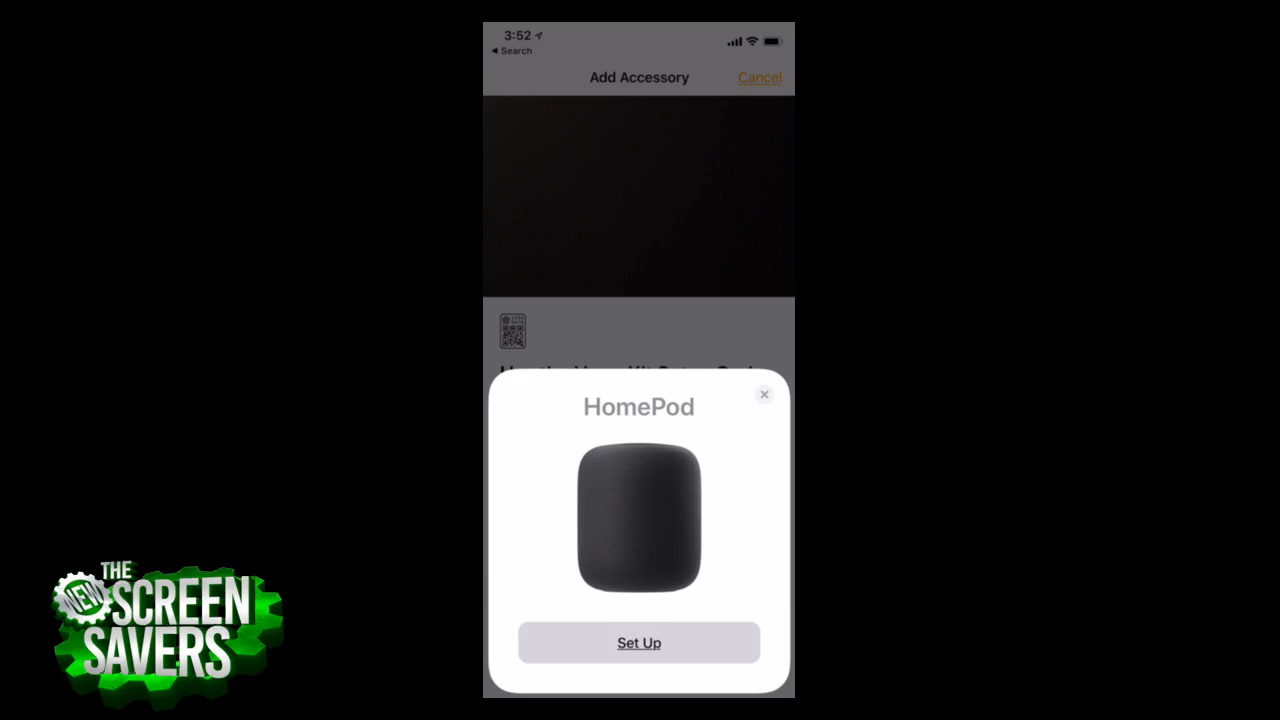 3:52
Search
Add Accessory
Cancel
HomePod
Set Up
THE
NEW
SCREEN
SAVERS